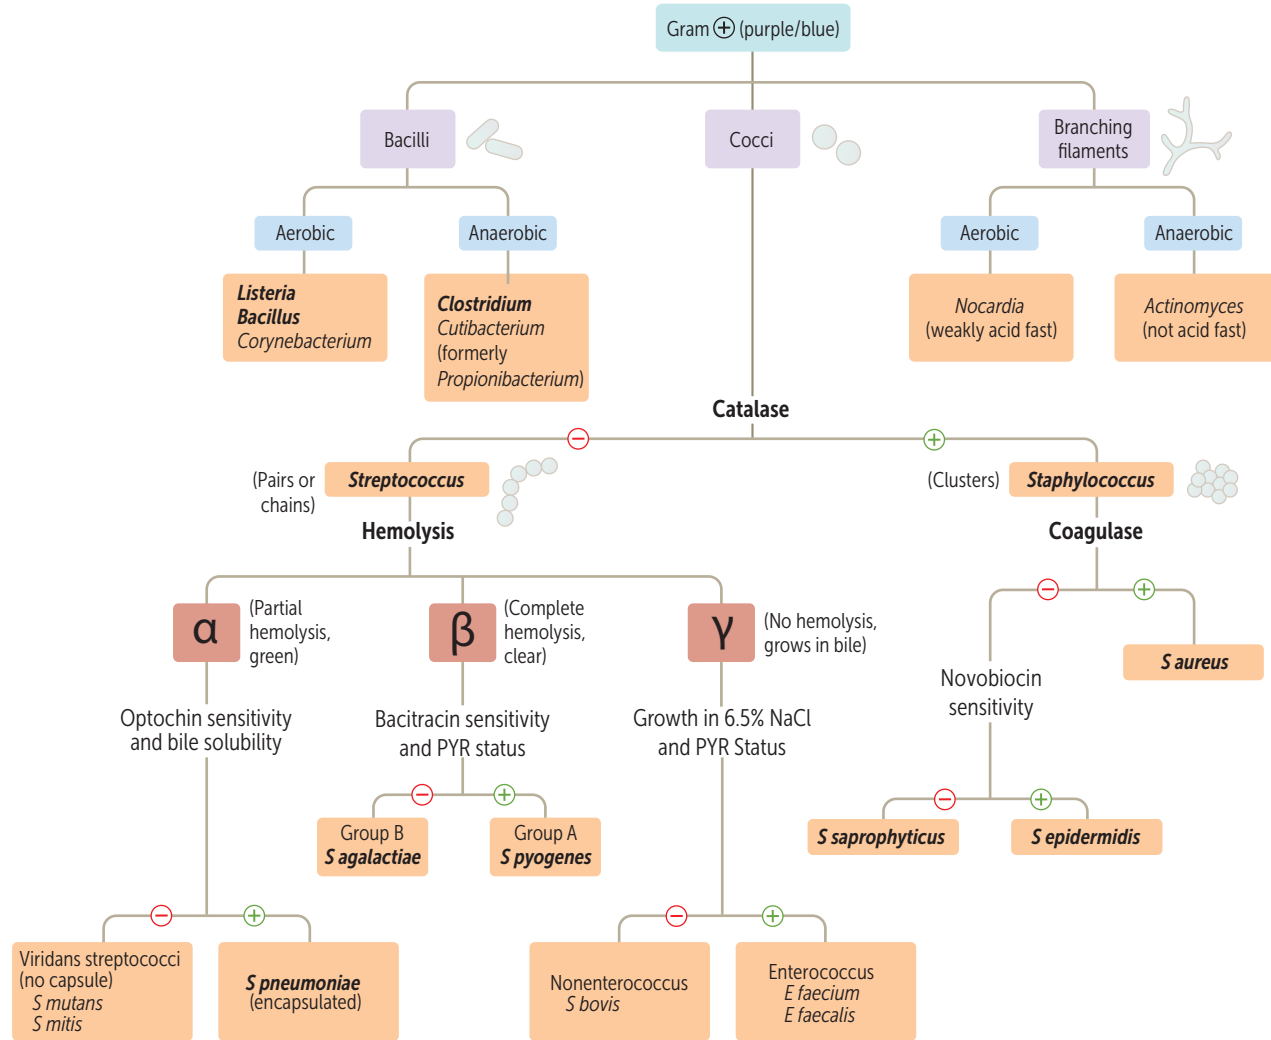 Gram ⊕ (purple/blue)
Bacilli
Cocci
Branching
filaments
Aerobic
Anaerobic
Aerobic
Anaerobic
Listeria
Bacillus
Corynebacterium
Clostridium
Cutibacterium
(formerly
Propionibacterium)
Nocardia
(weakly acid fast)
Actinomyces
(not acid fast)
Catalase
−
+
(Pairs or
chains)
Streptococcus
(Clusters)
Staphylococcus
Hemolysis
Coagulase
−
+
α
(Partial
hemolysis,
green)
β
(Complete
hemolysis,
clear)
γ
(No hemolysis,
grows in bile)
S aureus
Novobiocin
sensitivity
Optochin sensitivity
and bile solubility
Bacitracin sensitivity
and PYR status
Growth in 6.5% NaCl
and PYR Status
−
+
−
+
Group B
S agalactiae
Group A
S pyogenes
S saprophyticus
S epidermidis
−
+
−
+
Viridans streptococci
(no capsule)
S mutans
S mitis
S pneumoniae
(encapsulated)
Nonenterococcus
S bovis
Enterococcus
E faecium
E faecalis